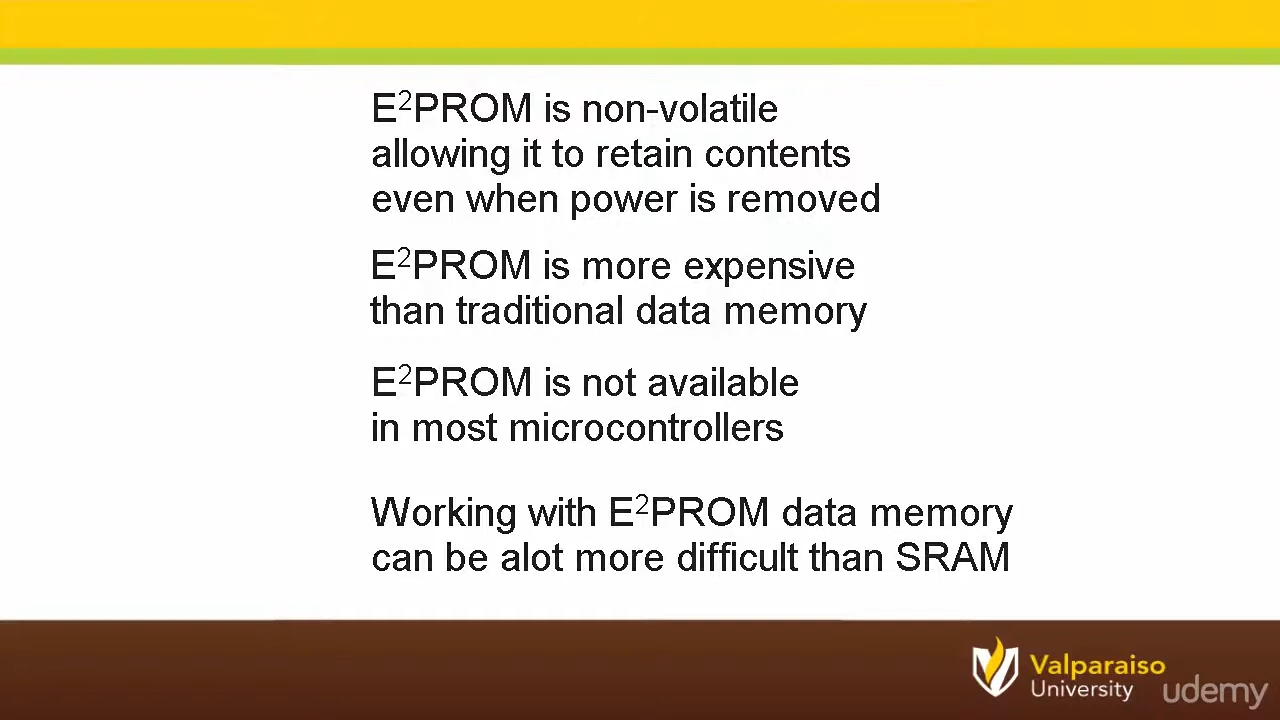 E²PROM is non-volatile
allowing it to retain contents
even when power is removed
E²PROM is more expensive
than traditional data memory
E²PROM is not available
in most microcontrollers
Working with E²PROM data memory
can be alot more difficult than SRAM
Valparaiso
University
udemy